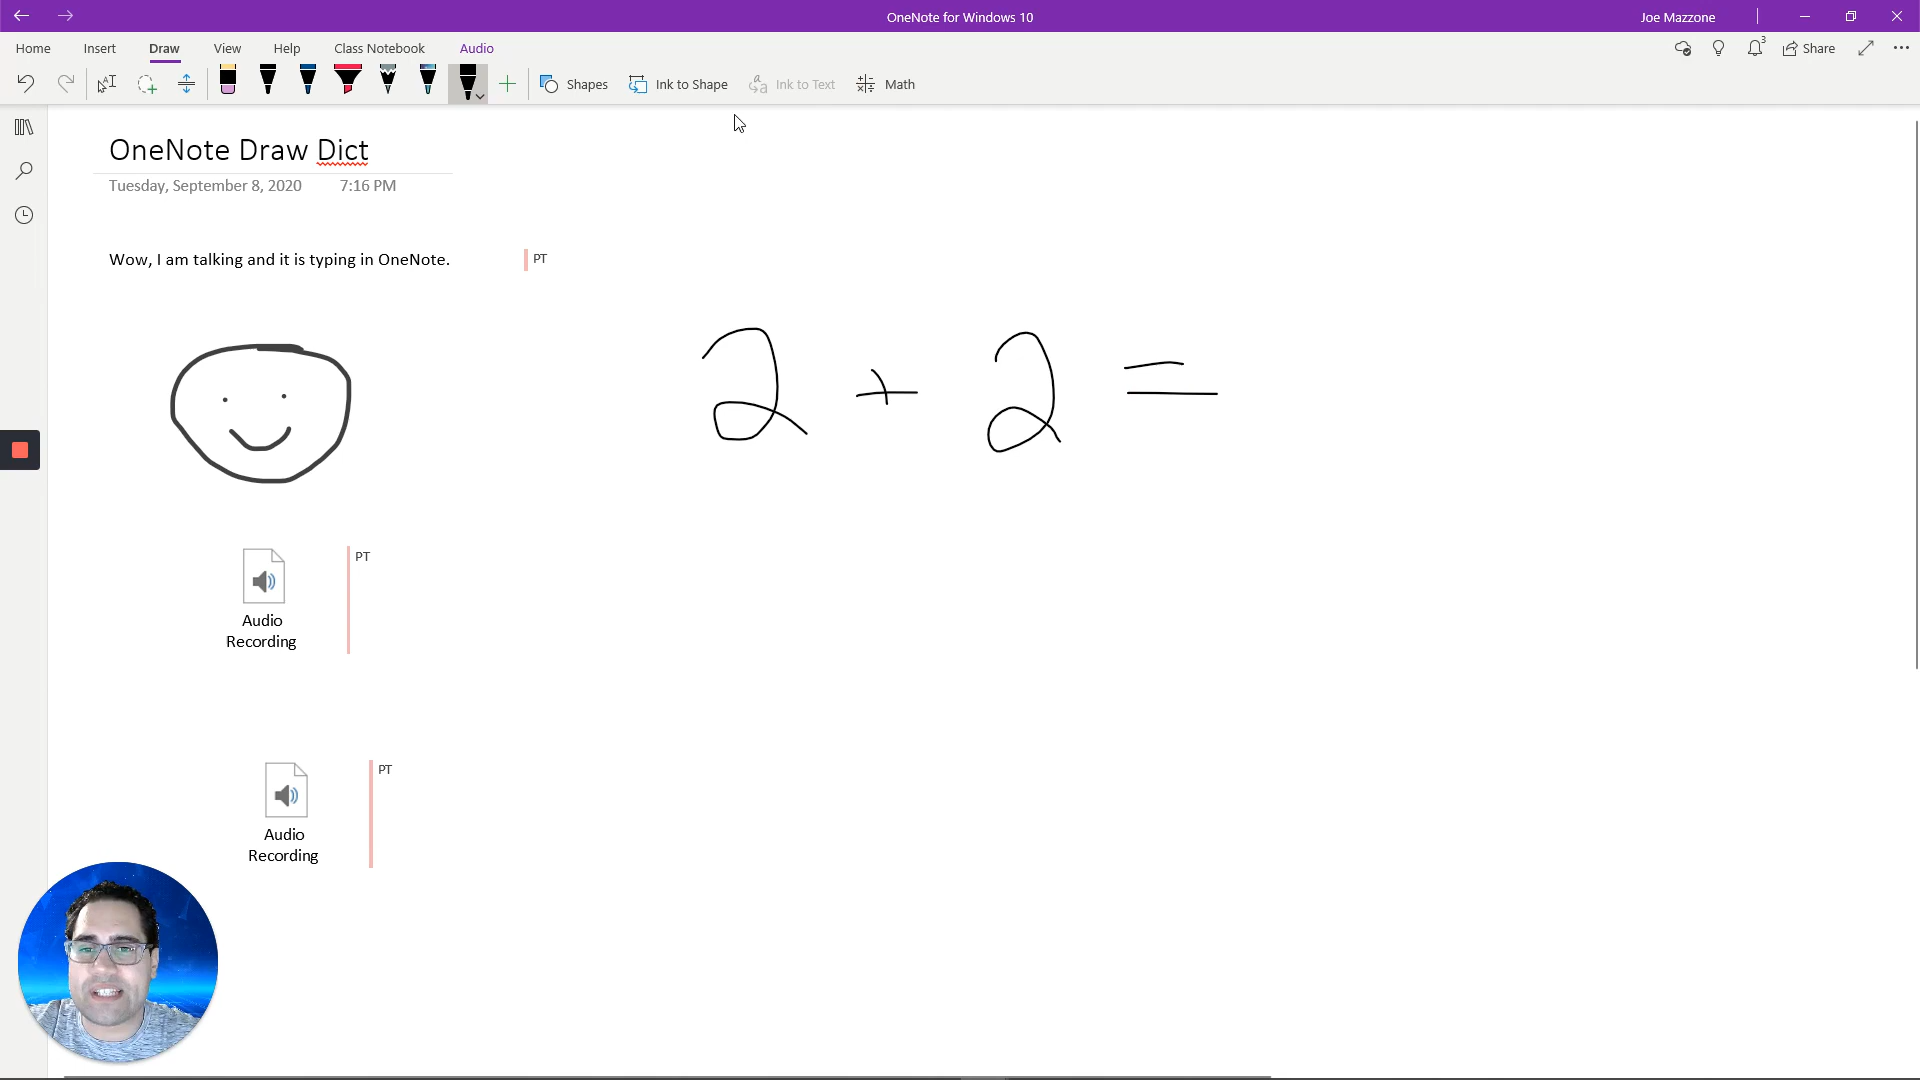 OneNote for Windows 10
Joe Mazzone
Home Insert Draw View Help Class Notebook Audio
3
Share
Shapes Ink to Shape Ink to Text Math
OneNote Draw Dict
Tuesday, September 8, 2020 7:16 PM
Wow, I am talking and it is typing in OneNote. PT
2 + 2 =
PT
Audio
Recording
PT
Audio
Recording